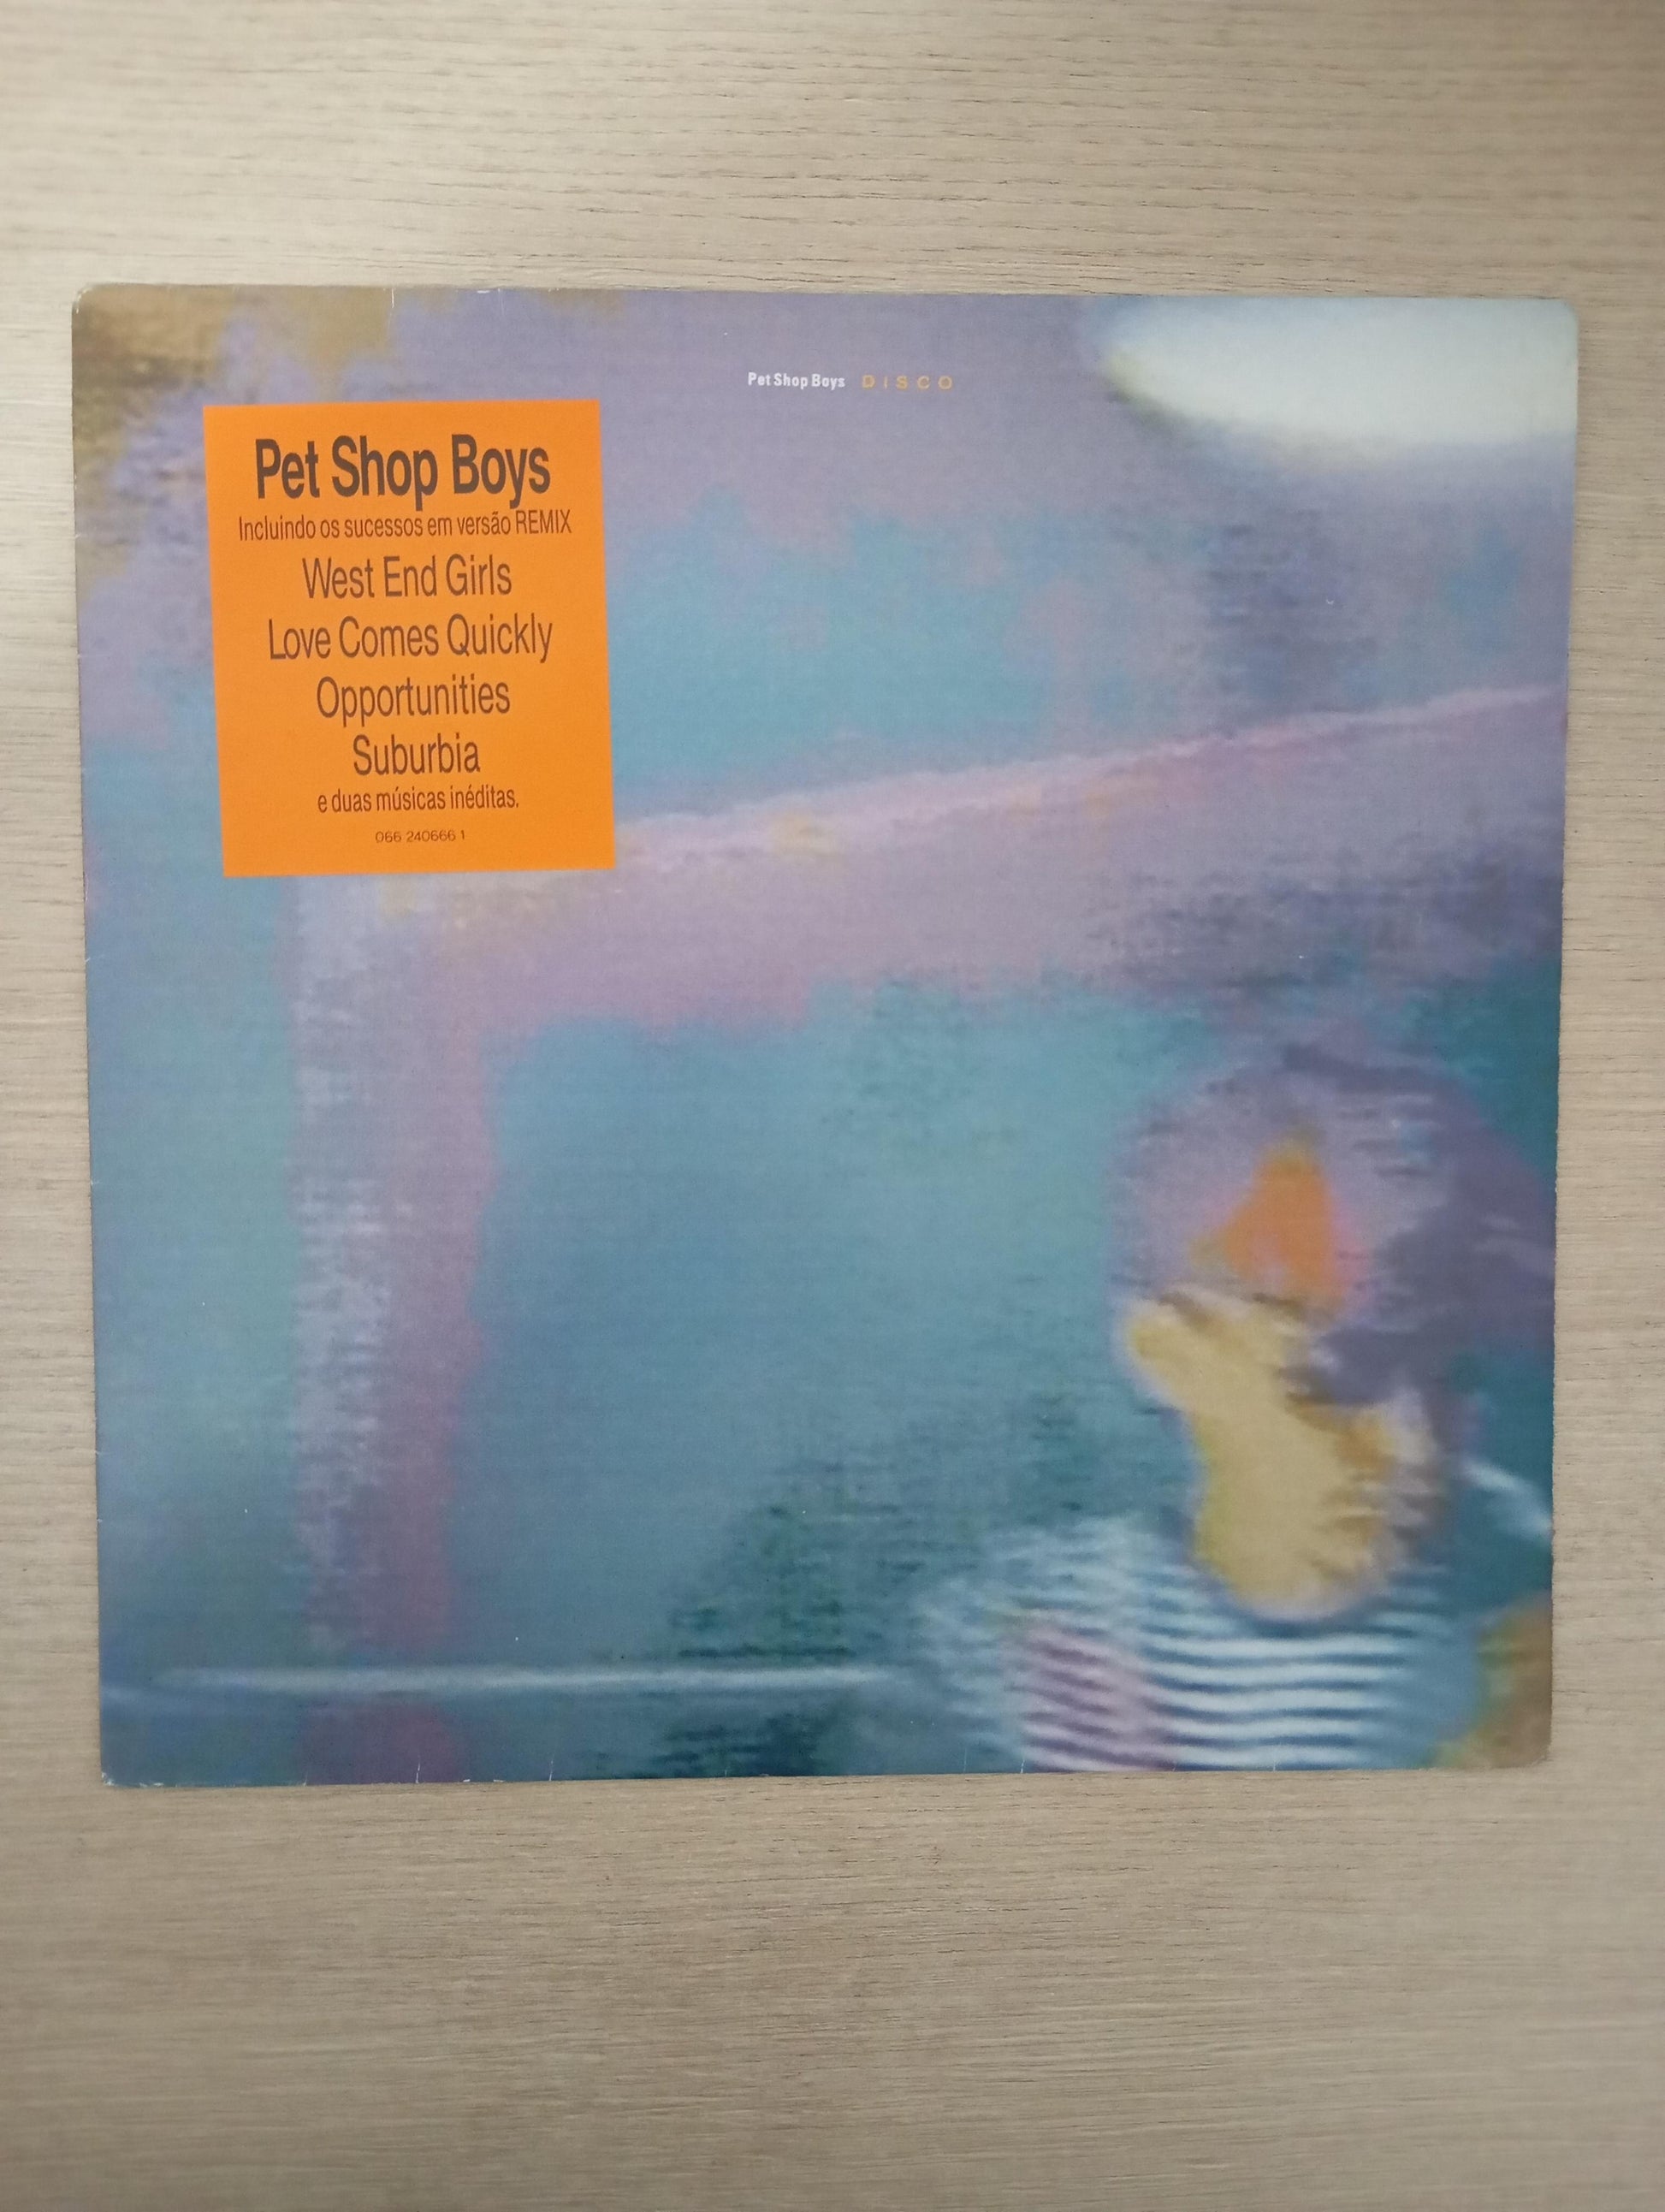 Pet Shop Boys DISCO
Pet Shop Boys
Incluindo os sucessos em versão REMIX
West End Girls
Love Comes Quickly
Opportunities
Suburbia
e duas músicas inéditas.
066 240666 1